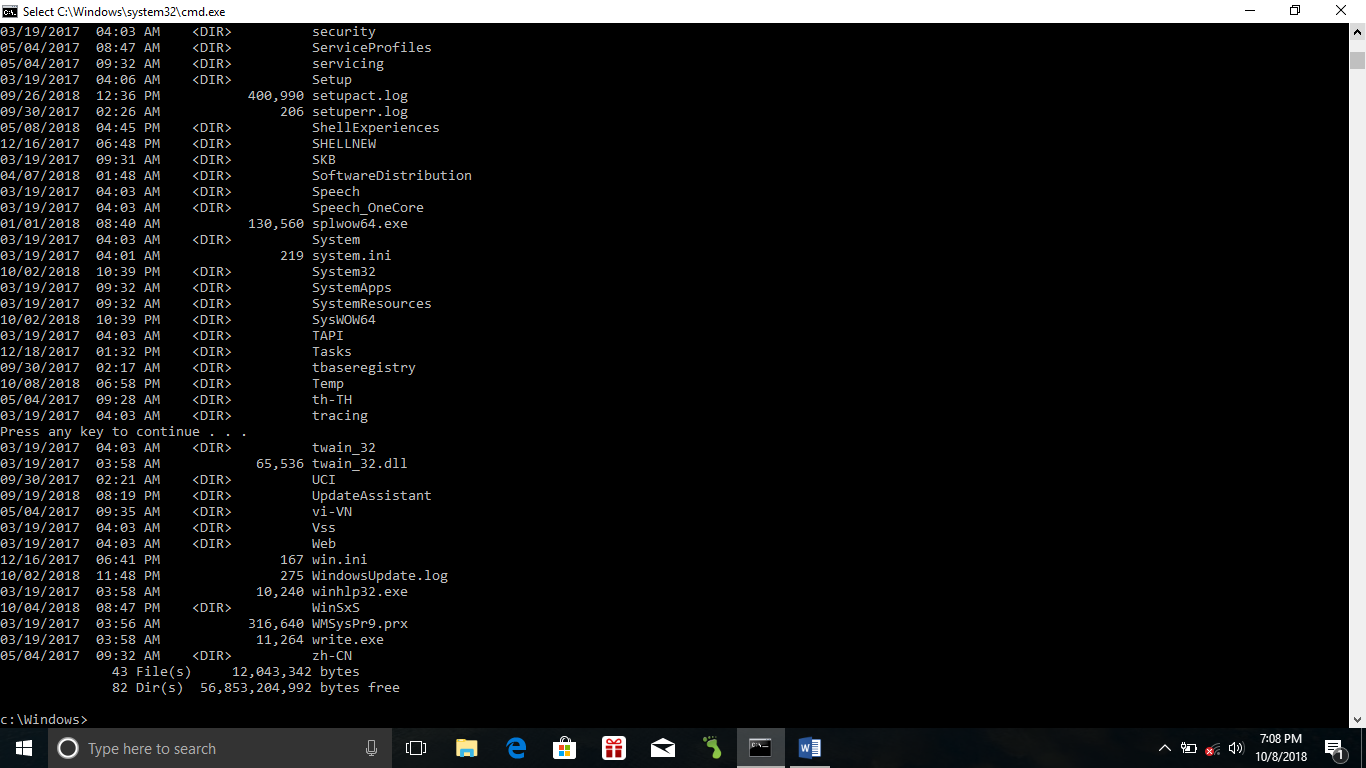 Select C:\Windows\system32\cmd.exe
03/19/2017  04:03 AM    <DIR>          security
05/04/2017  08:47 AM    <DIR>          ServiceProfiles
05/04/2017  09:32 AM    <DIR>          servicing
03/19/2017  04:06 AM    <DIR>          Setup
09/26/2018  12:36 PM           400,990 setupact.log
09/30/2017  02:26 AM               206 setuperr.log
05/08/2018  04:45 PM    <DIR>          ShellExperiences
12/16/2017  06:48 PM    <DIR>          SHELLNEW
03/19/2017  09:31 AM    <DIR>          SKB
04/07/2018  01:48 AM    <DIR>          SoftwareDistribution
03/19/2017  04:03 AM    <DIR>          Speech
03/19/2017  04:03 AM    <DIR>          Speech_OneCore
01/01/2018  08:40 AM           130,560 splwow64.exe
03/19/2017  04:03 AM    <DIR>          System
03/19/2017  04:01 AM               219 system.ini
10/02/2018  10:39 PM    <DIR>          System32
03/19/2017  09:32 AM    <DIR>          SystemApps
03/19/2017  09:32 AM    <DIR>          SystemResources
10/02/2018  10:39 PM    <DIR>          SysWOW64
03/19/2017  04:03 AM    <DIR>          TAPI
12/18/2017  01:32 PM    <DIR>          Tasks
09/30/2017  02:17 AM    <DIR>          tbaseregistry
10/08/2018  06:58 PM    <DIR>          Temp
05/04/2017  09:28 AM    <DIR>          th-TH
03/19/2017  04:03 AM    <DIR>          tracing
Press any key to continue . . .
03/19/2017  04:03 AM    <DIR>          twain_32
03/19/2017  03:58 AM            65,536 twain_32.dll
09/30/2017  02:21 AM    <DIR>          UCI
09/19/2018  08:19 PM    <DIR>          UpdateAssistant
05/04/2017  09:35 AM    <DIR>          vi-VN
03/19/2017  04:03 AM    <DIR>          Vss
03/19/2017  04:03 AM    <DIR>          Web
12/16/2017  06:41 PM               167 win.ini
10/02/2018  11:48 PM               275 WindowsUpdate.log
03/19/2017  03:58 AM            10,240 winhlp32.exe
10/04/2018  08:47 PM    <DIR>          WinSxS
03/19/2017  03:56 AM           316,640 WMSysPr9.prx
03/19/2017  03:58 AM            11,264 write.exe
05/04/2017  09:32 AM    <DIR>          zh-CN
              43 File(s)     12,043,342 bytes
              82 Dir(s)  56,853,204,992 bytes free
c:\Windows>
Type here to search
7:08 PM
10/8/2018
1